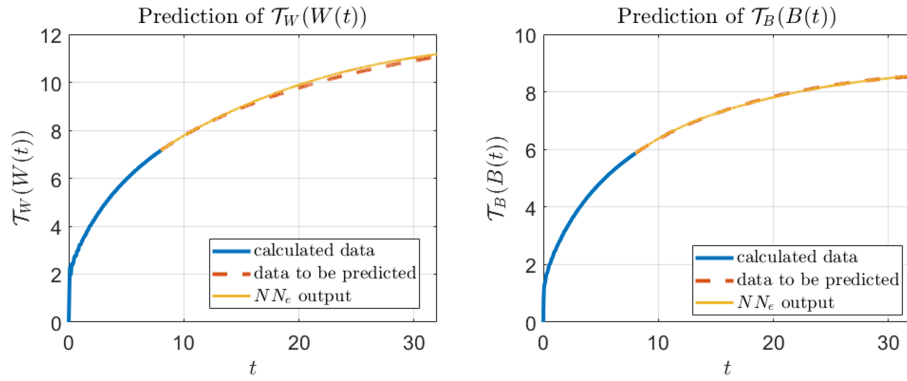 Prediction of 𝒯_W(W(t))
12
10
8
6
4
2
0
𝒯_W(W(t))
calculated data
data to be predicted
NN_e output
0 10 20 30
t
Prediction of 𝒯_B(B(t))
10
8
6
4
2
0
𝒯_B(B(t))
calculated data
data to be predicted
NN_e output
0 10 20 30
t